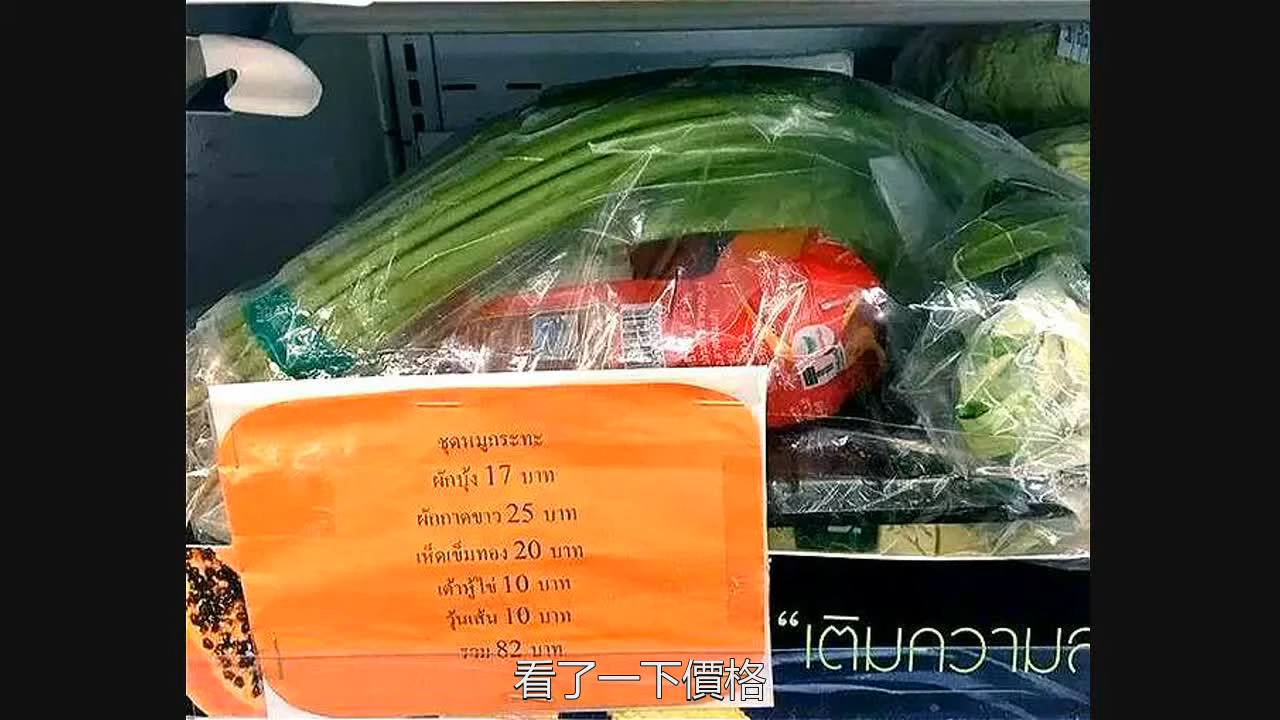 ชุดหมูกระทะ
ผักบุ้ง 17 บาท
ผักกาดขาว 25 บาท
เห็ดเข็มทอง 20 บาท
เต้าหู้ไข่ 10 บาท
วุ้นเส้น 10 บาท
รวม 82 บาท
“เติมความส
看了一下價格